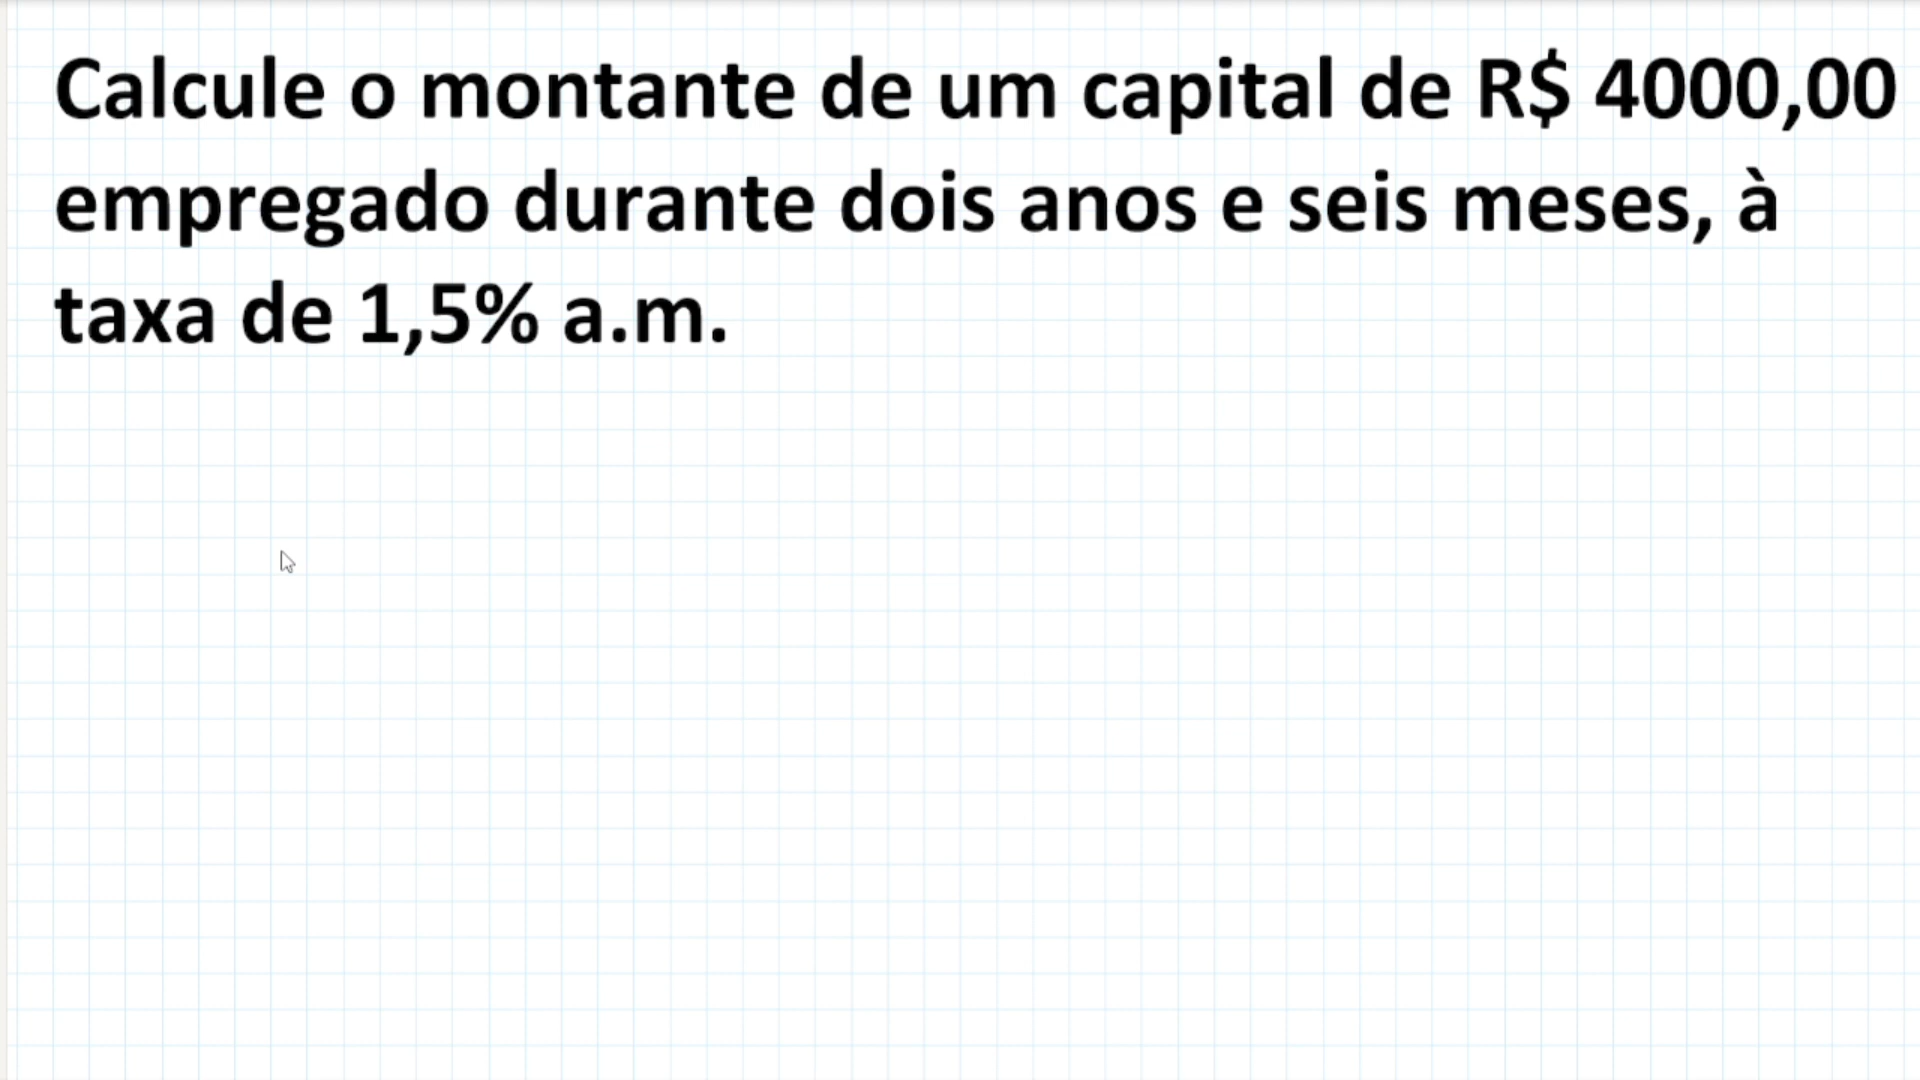 Calcule o montante de um capital de R$ 4000,00
empregado durante dois anos e seis meses, à
taxa de 1,5% a.m.